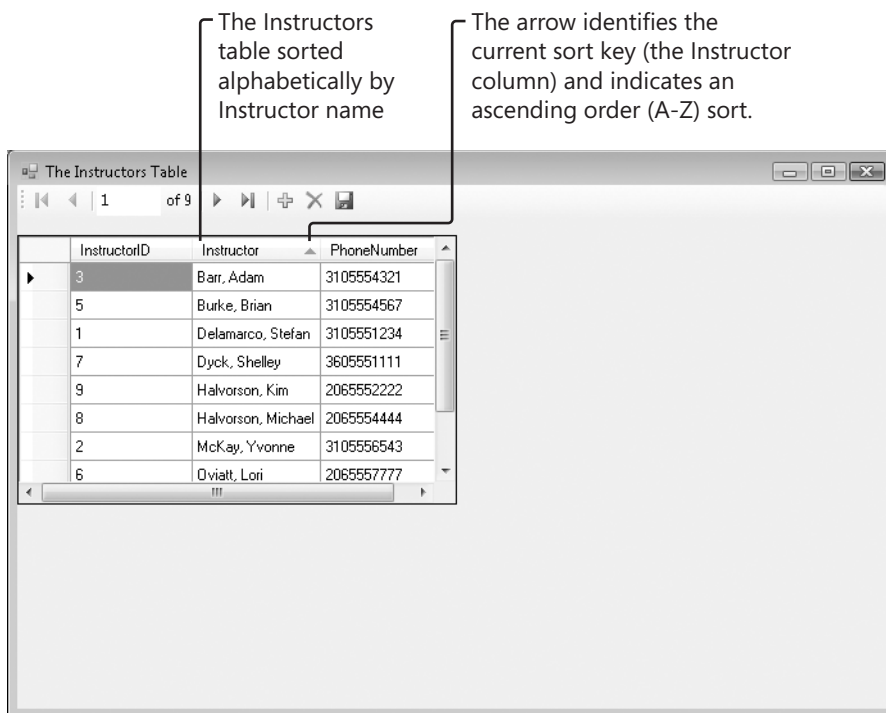 The Instructors
table sorted
alphabetically by
Instructor name
The arrow identifies the
current sort key (the Instructor
column) and indicates an
ascending order (A-Z) sort.
The Instructors Table
1 of 9
InstructorID Instructor PhoneNumber
3 Barr, Adam 3105554321
5 Burke, Brian 3105554567
1 Delamarco, Stefan 3105551234
7 Dyck, Shelley 3605551111
9 Halvorson, Kim 2065552222
8 Halvorson, Michael 2065554444
2 McKay, Yvonne 3105556543
6 Oviatt, Lori 2065557777